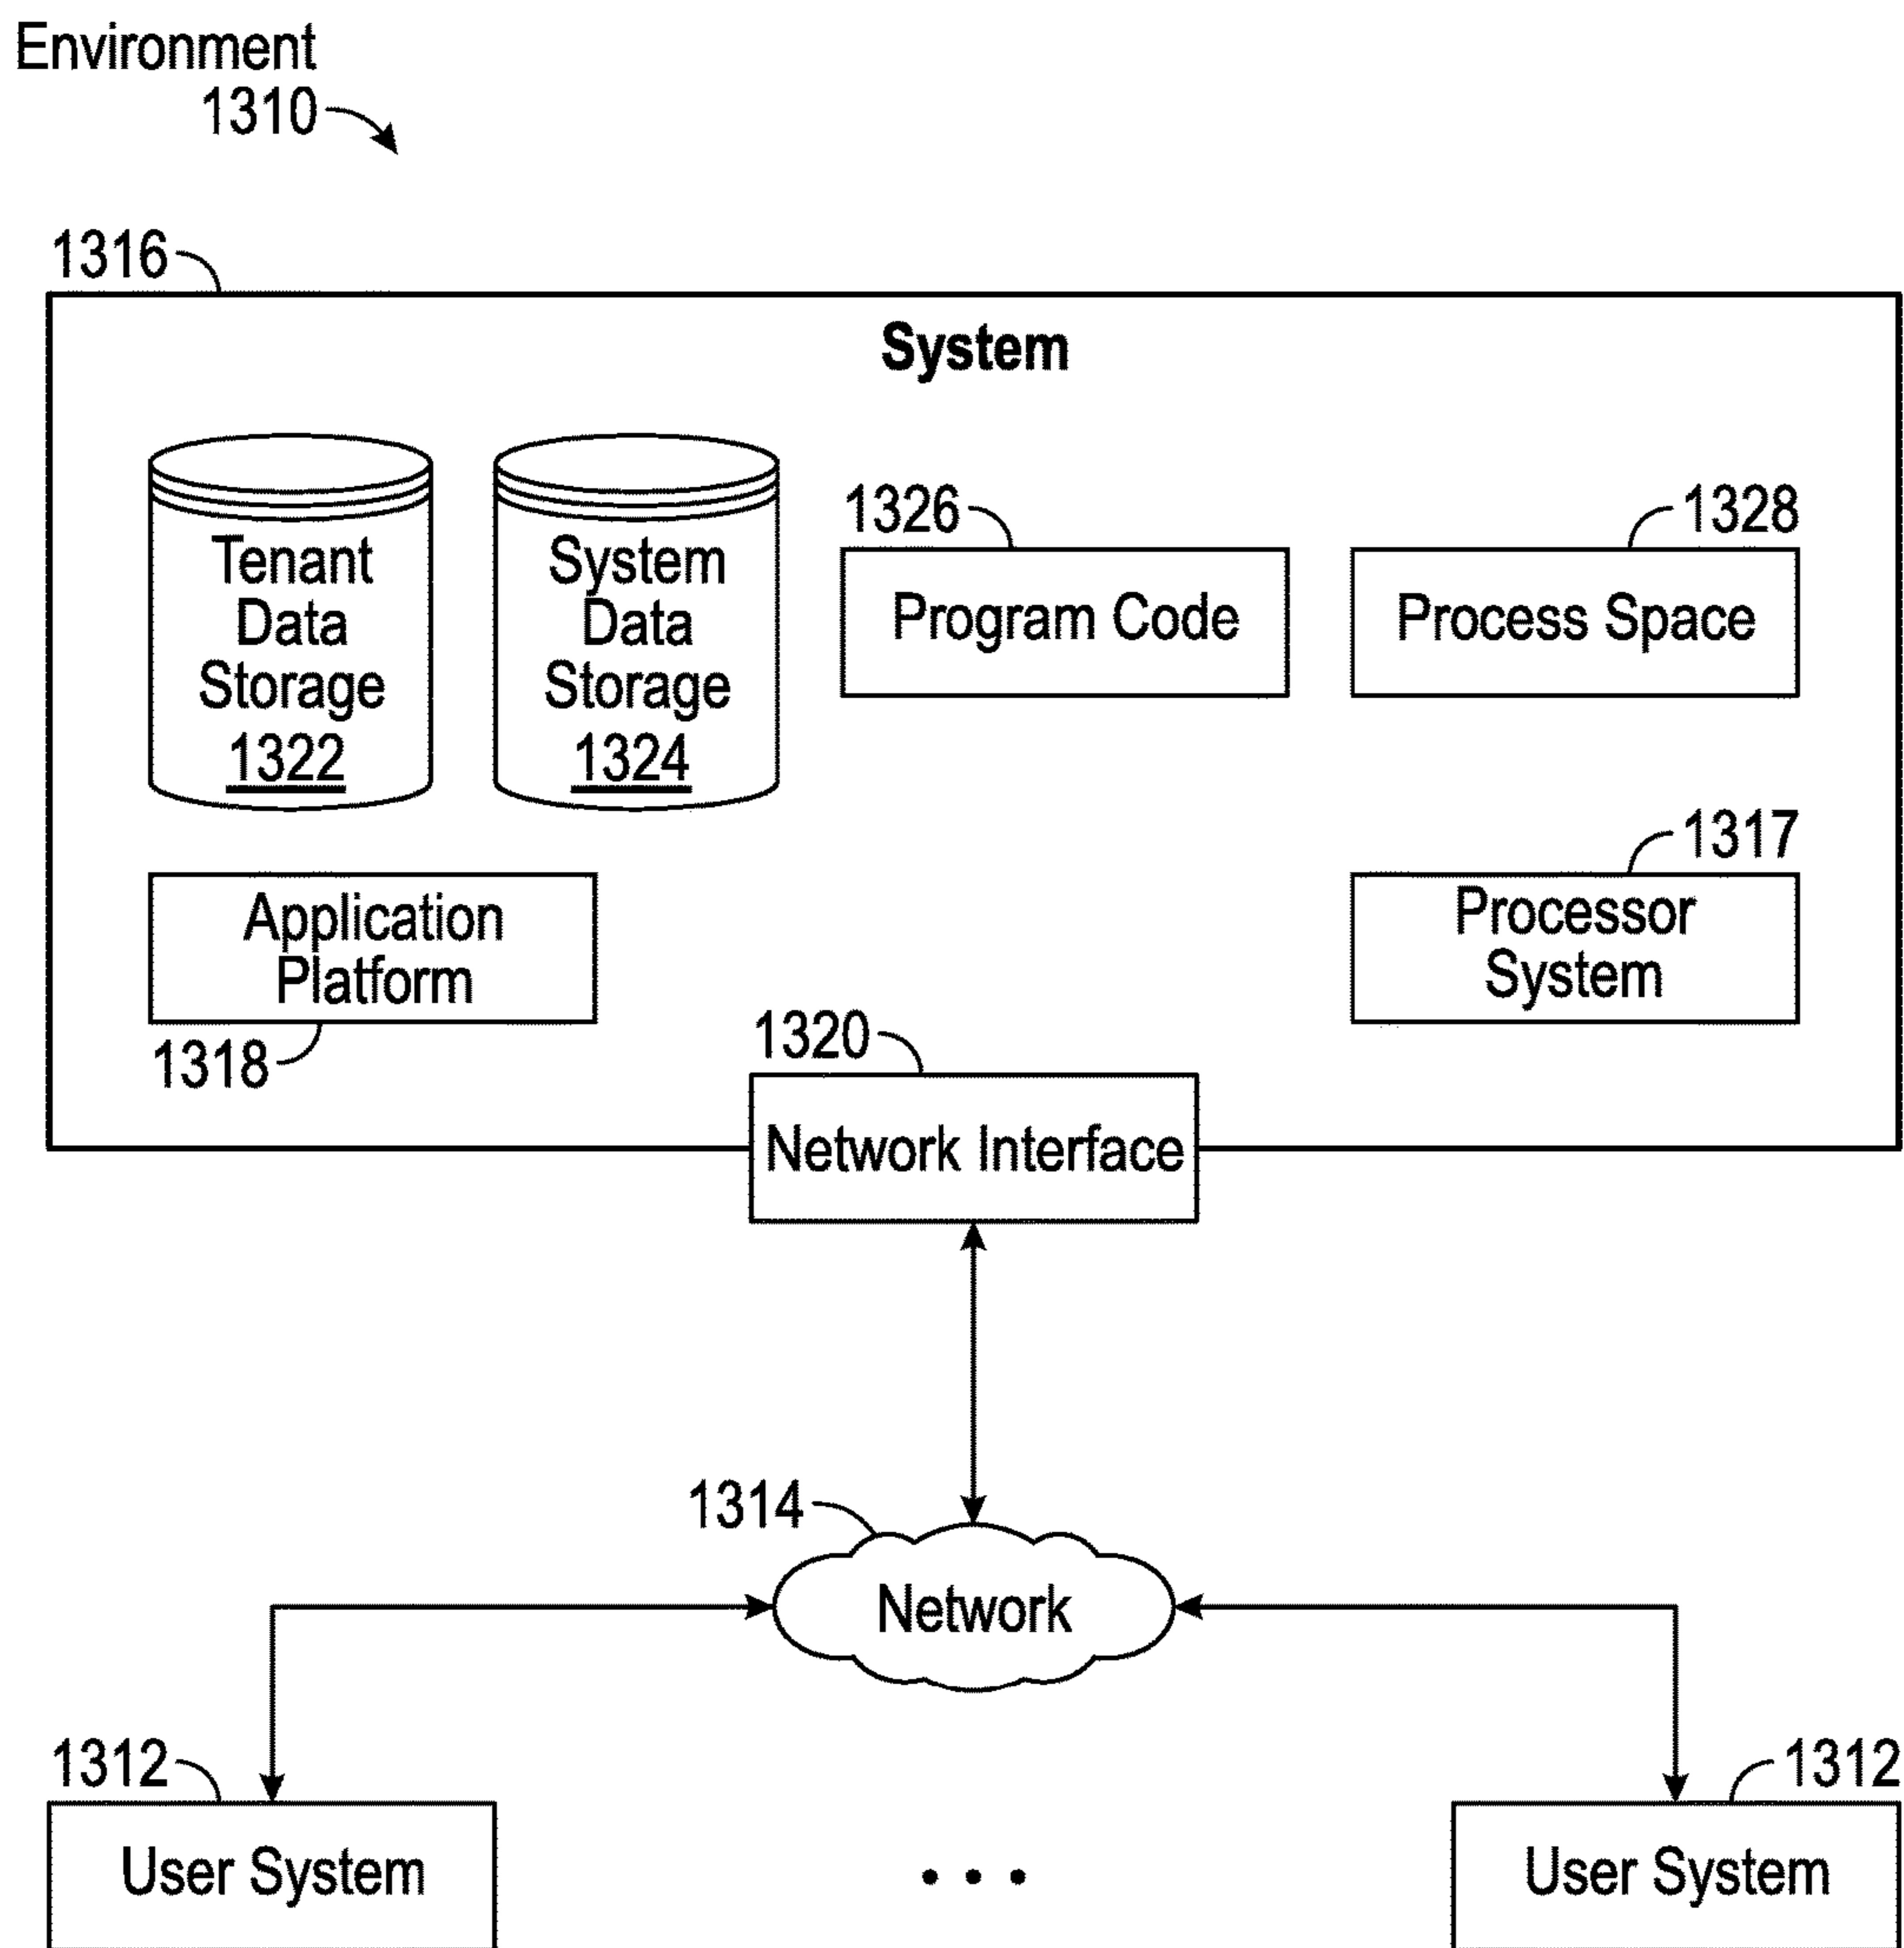 Environment
1310
1316
System
Tenant
Data
Storage
1322
System
Data
Storage
1324
1326
Program Code
1328
Process Space
1317
Processor
System
Application
Platform
1318
1320
Network Interface
1314
Network
1312
User System
. . .
1312
User System